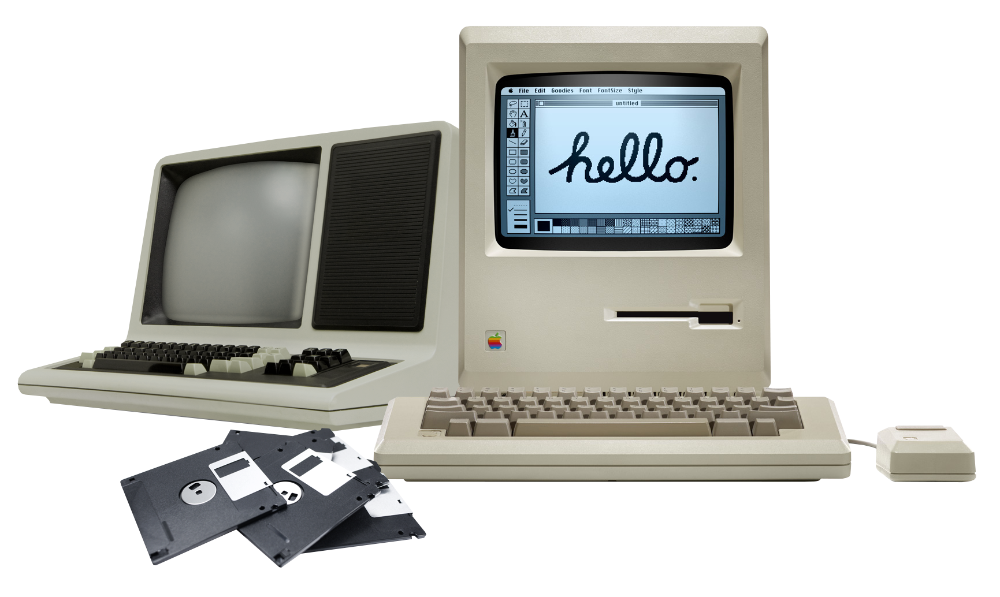 File Edit Goodies Font FontSize Style
untitled
A
hello.